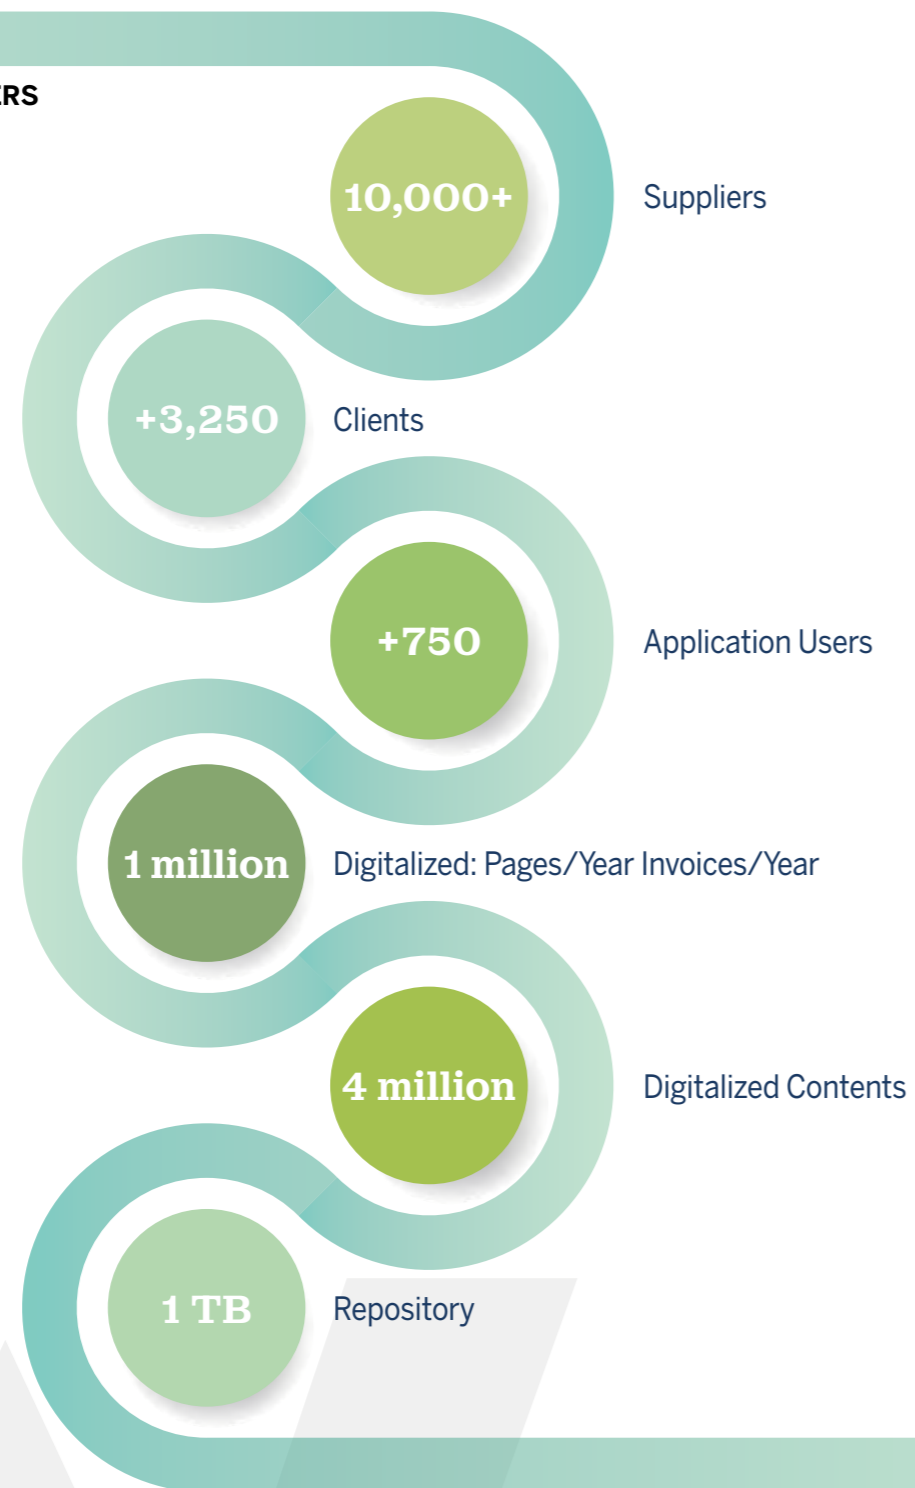 10,000+
Suppliers
+3,250
Clients
+750
Application Users
1 million
Digitalized: Pages/Year Invoices/Year
4 million
Digitalized Contents
1 TB
Repository